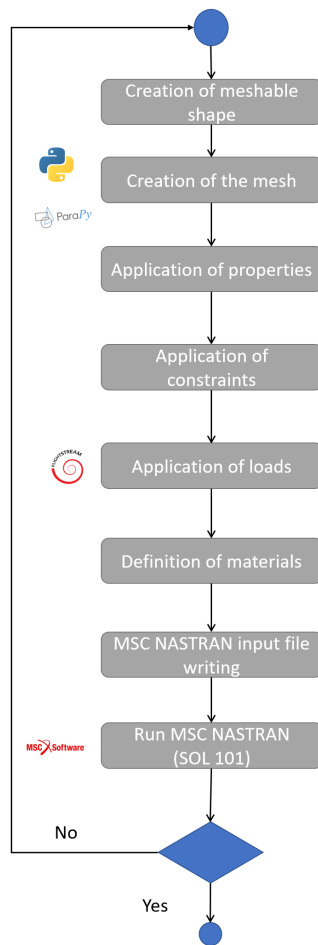 Creation of meshable
shape
Creation of the mesh
ParaPy
Application of properties
Application of
constraints
FLIGHTSTREAM
Application of loads
Definition of materials
MSC NASTRAN input file
writing
MSC Software
Run MSC NASTRAN
(SOL 101)
No
Yes